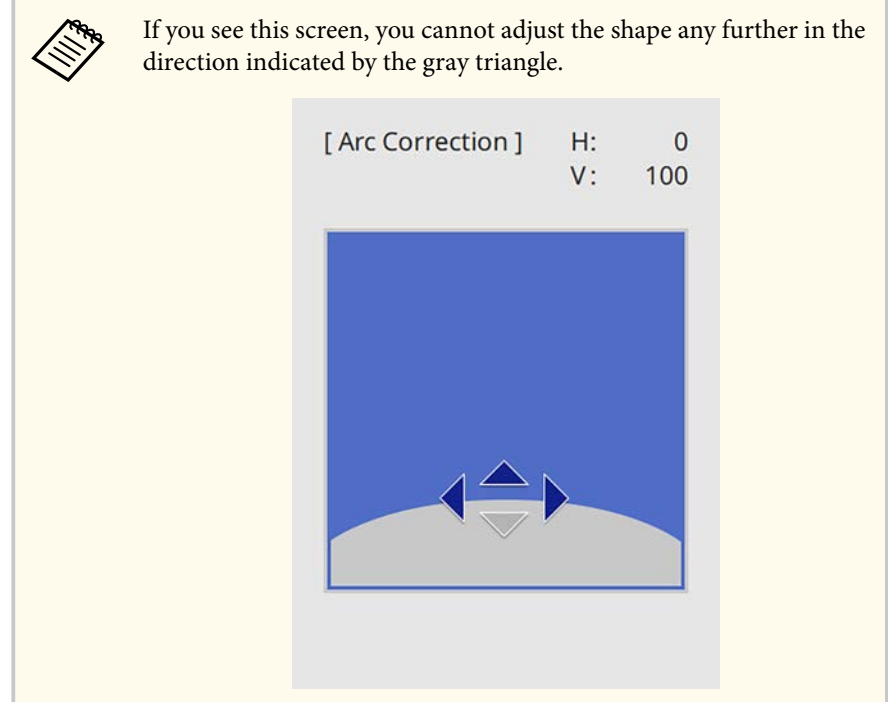 If you see this screen, you cannot adjust the shape any further in the
direction indicated by the gray triangle.
[ Arc Correction ] H: 0
V: 100